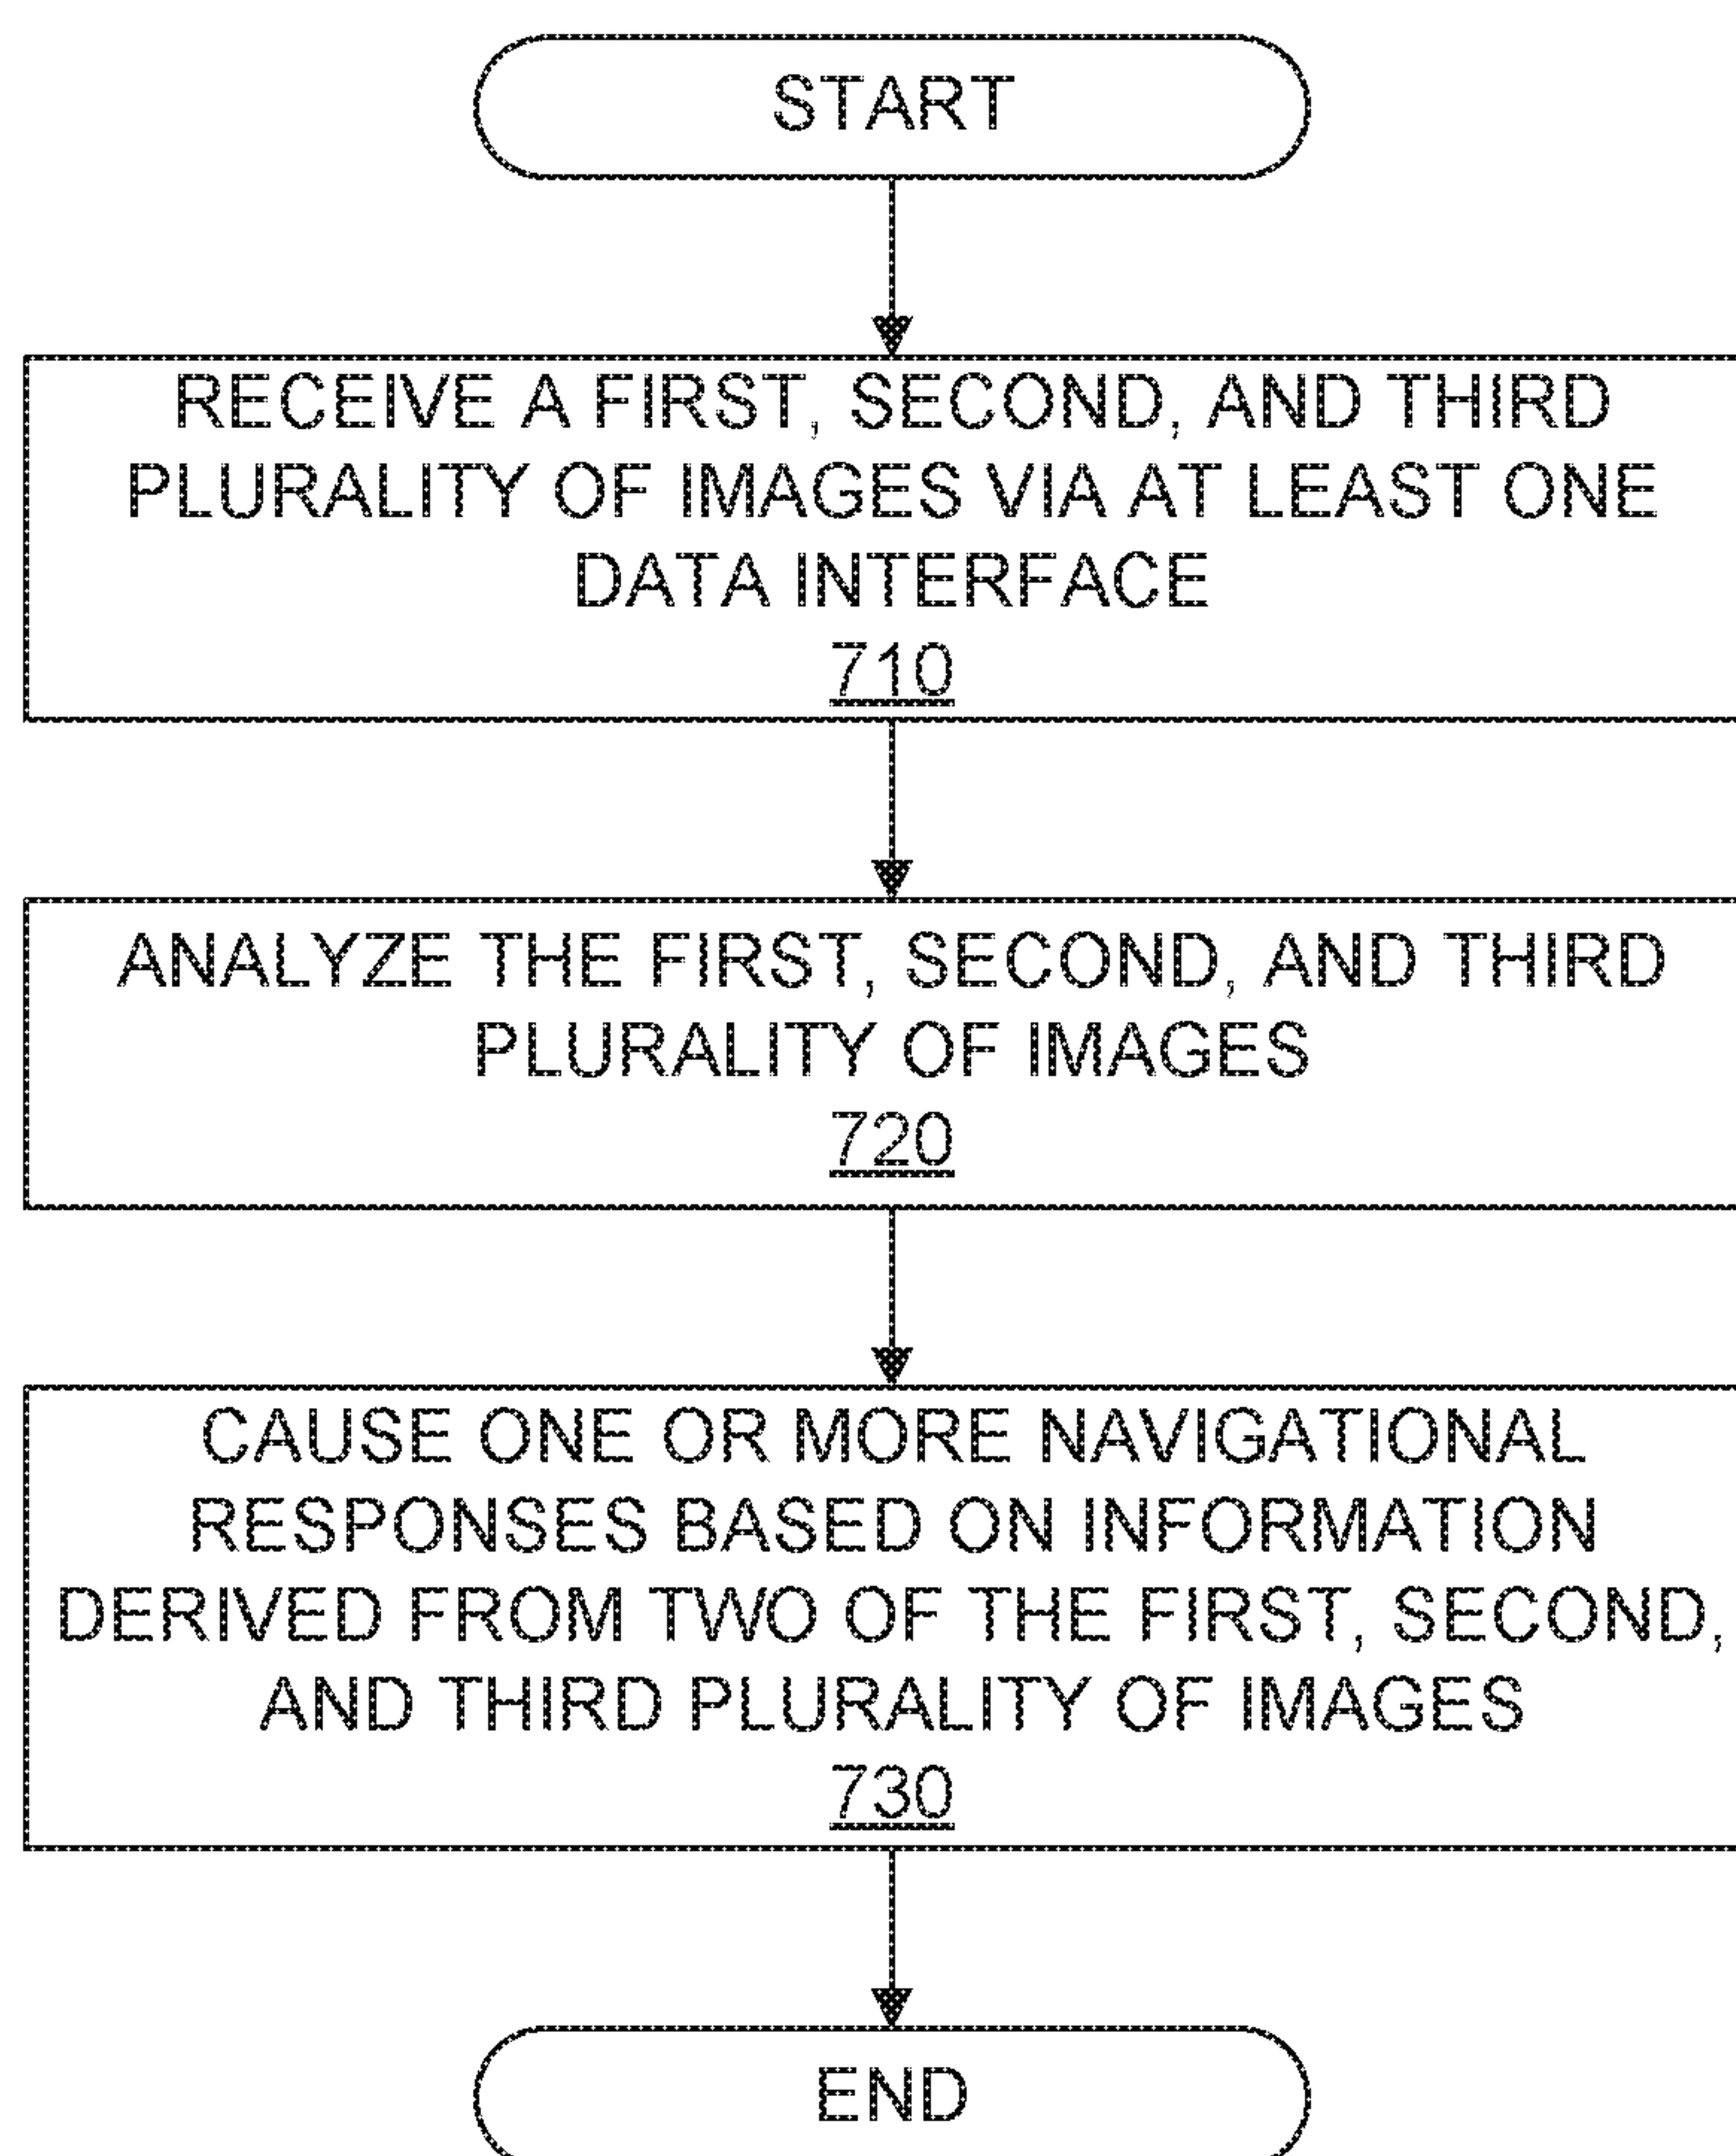 START
RECEIVE A FIRST, SECOND, AND THIRD
PLURALITY OF IMAGES VIA AT LEAST ONE
DATA INTERFACE
710
ANALYZE THE FIRST, SECOND, AND THIRD
PLURALITY OF IMAGES
720
CAUSE ONE OR MORE NAVIGATIONAL
RESPONSES BASED ON INFORMATION
DERIVED FROM TWO OF THE FIRST, SECOND,
AND THIRD PLURALITY OF IMAGES
730
END